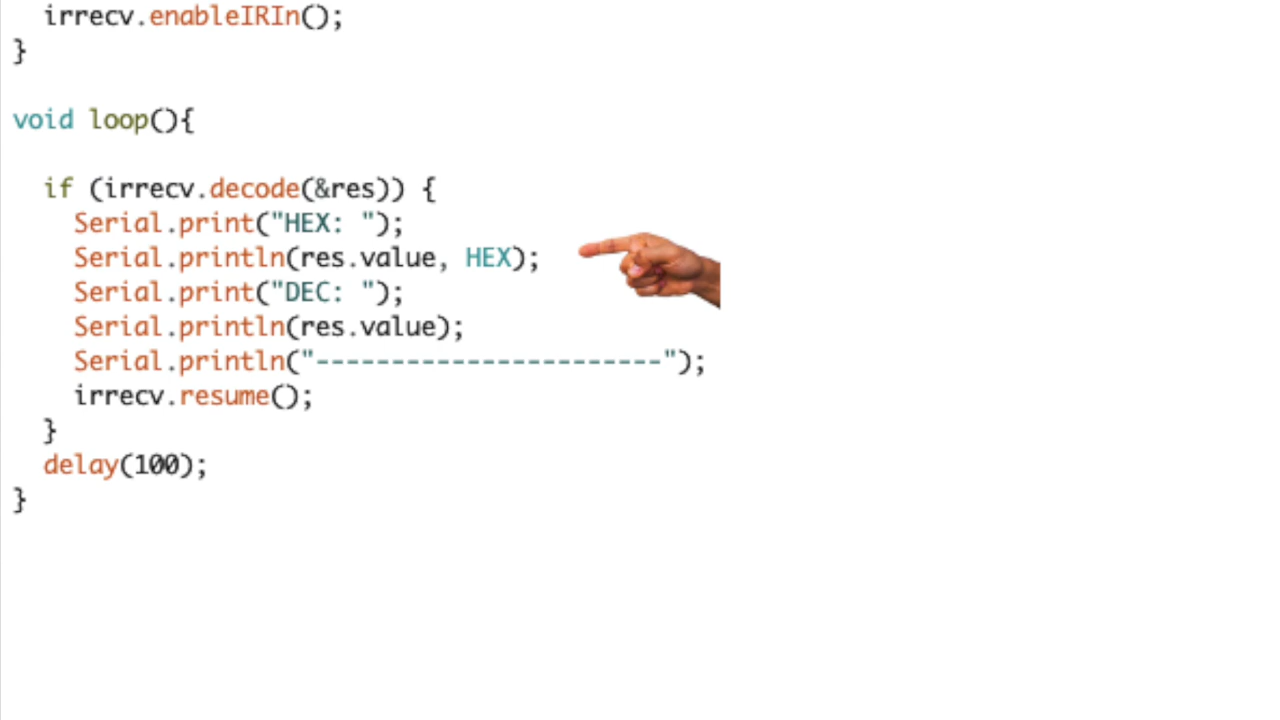 irrecv.enableIRIn();
}
void loop(){
if (irrecv.decode(&res)) {
Serial.print("HEX: ");
Serial.println(res.value, HEX);
Serial.print("DEC: ");
Serial.println(res.value);
Serial.println("-----------------------");
irrecv.resume();
}
delay(100);
}